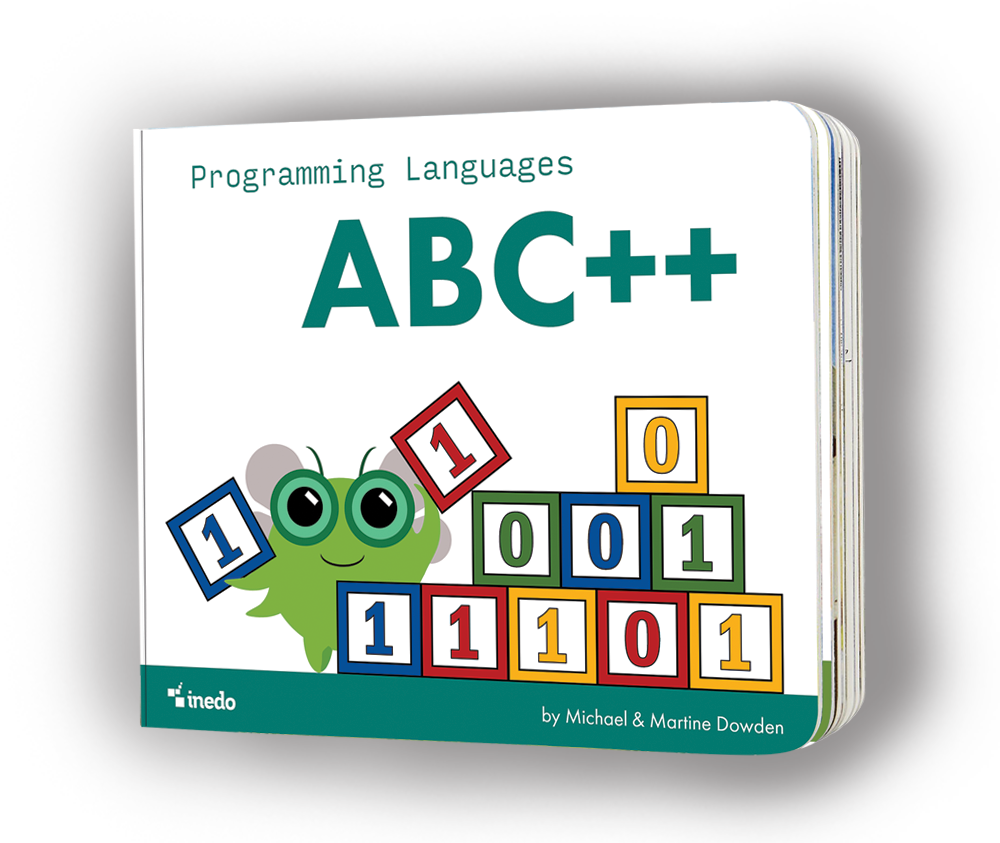 Programming Languages
ABC++
1
1
0
0 0 1
1 1 1 0 1
inedo
by Michael & Martine Dowden